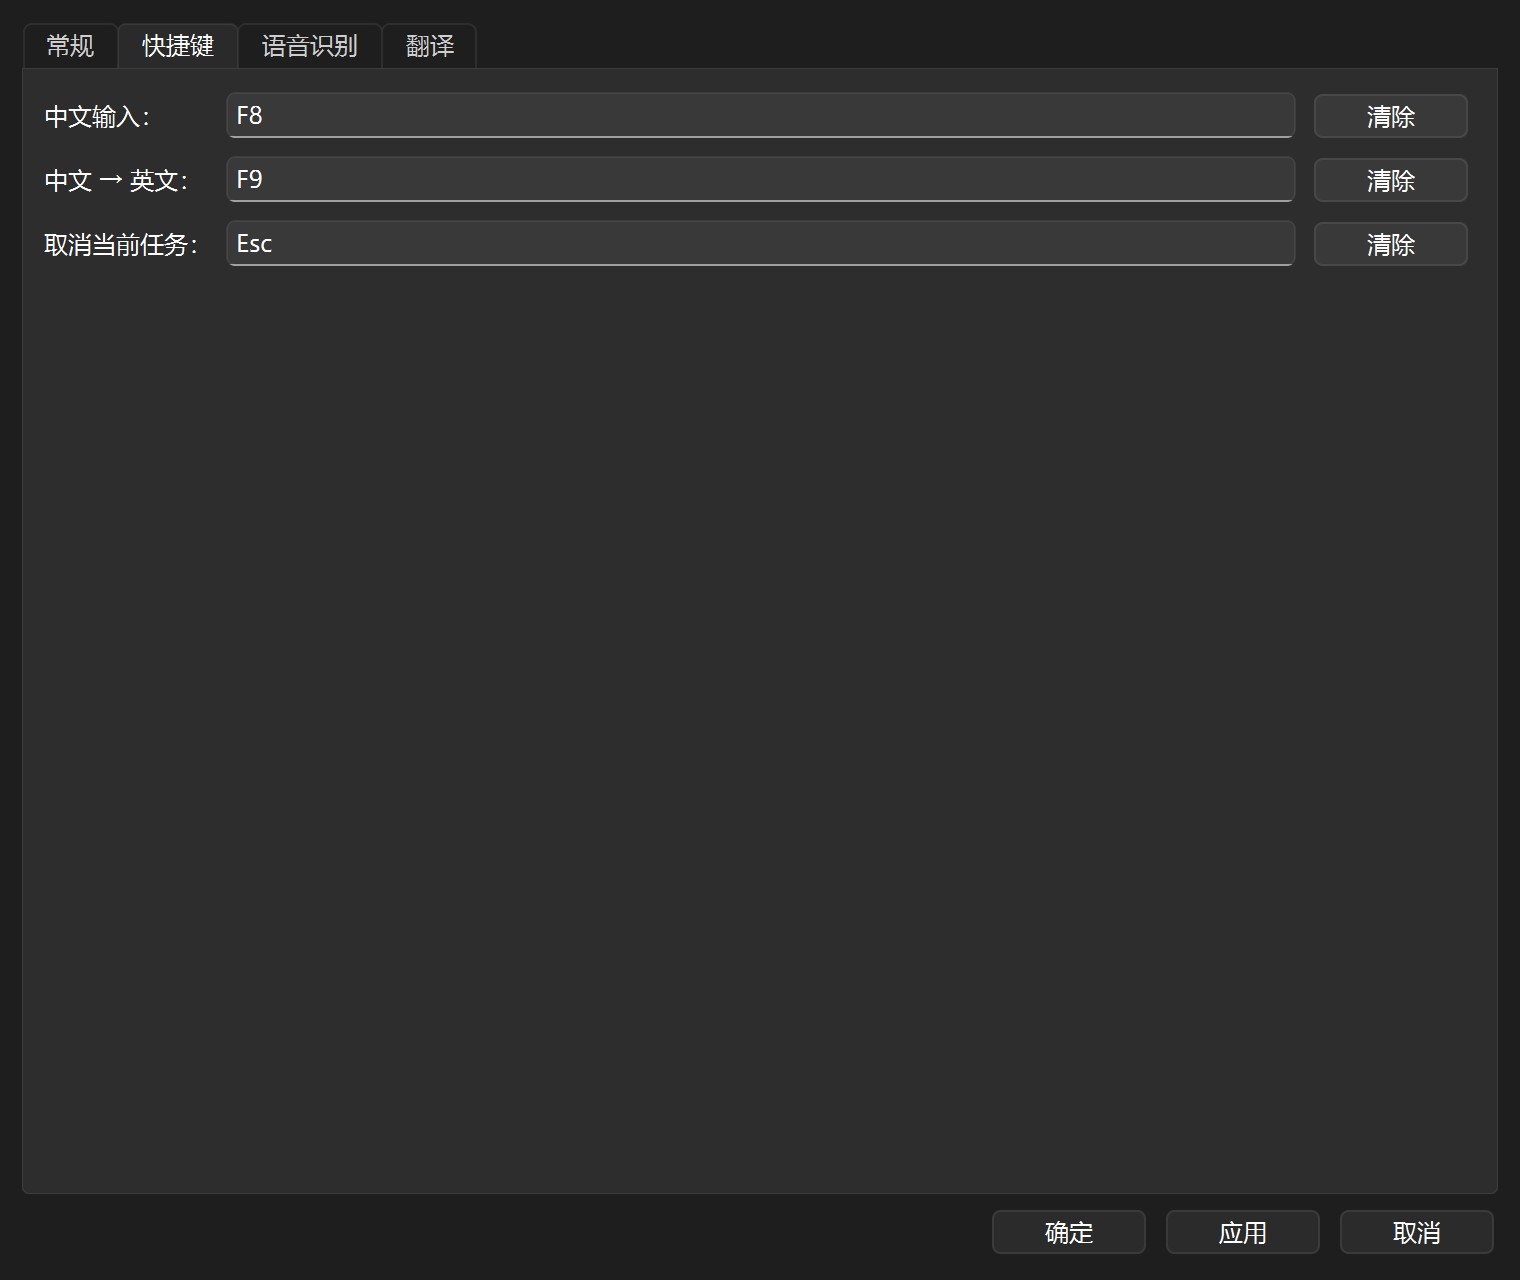 常规 快捷键 语音识别 翻译
中文输入： F8 清除
中文 → 英文： F9 清除
取消当前任务： Esc 清除
确定 应用 取消